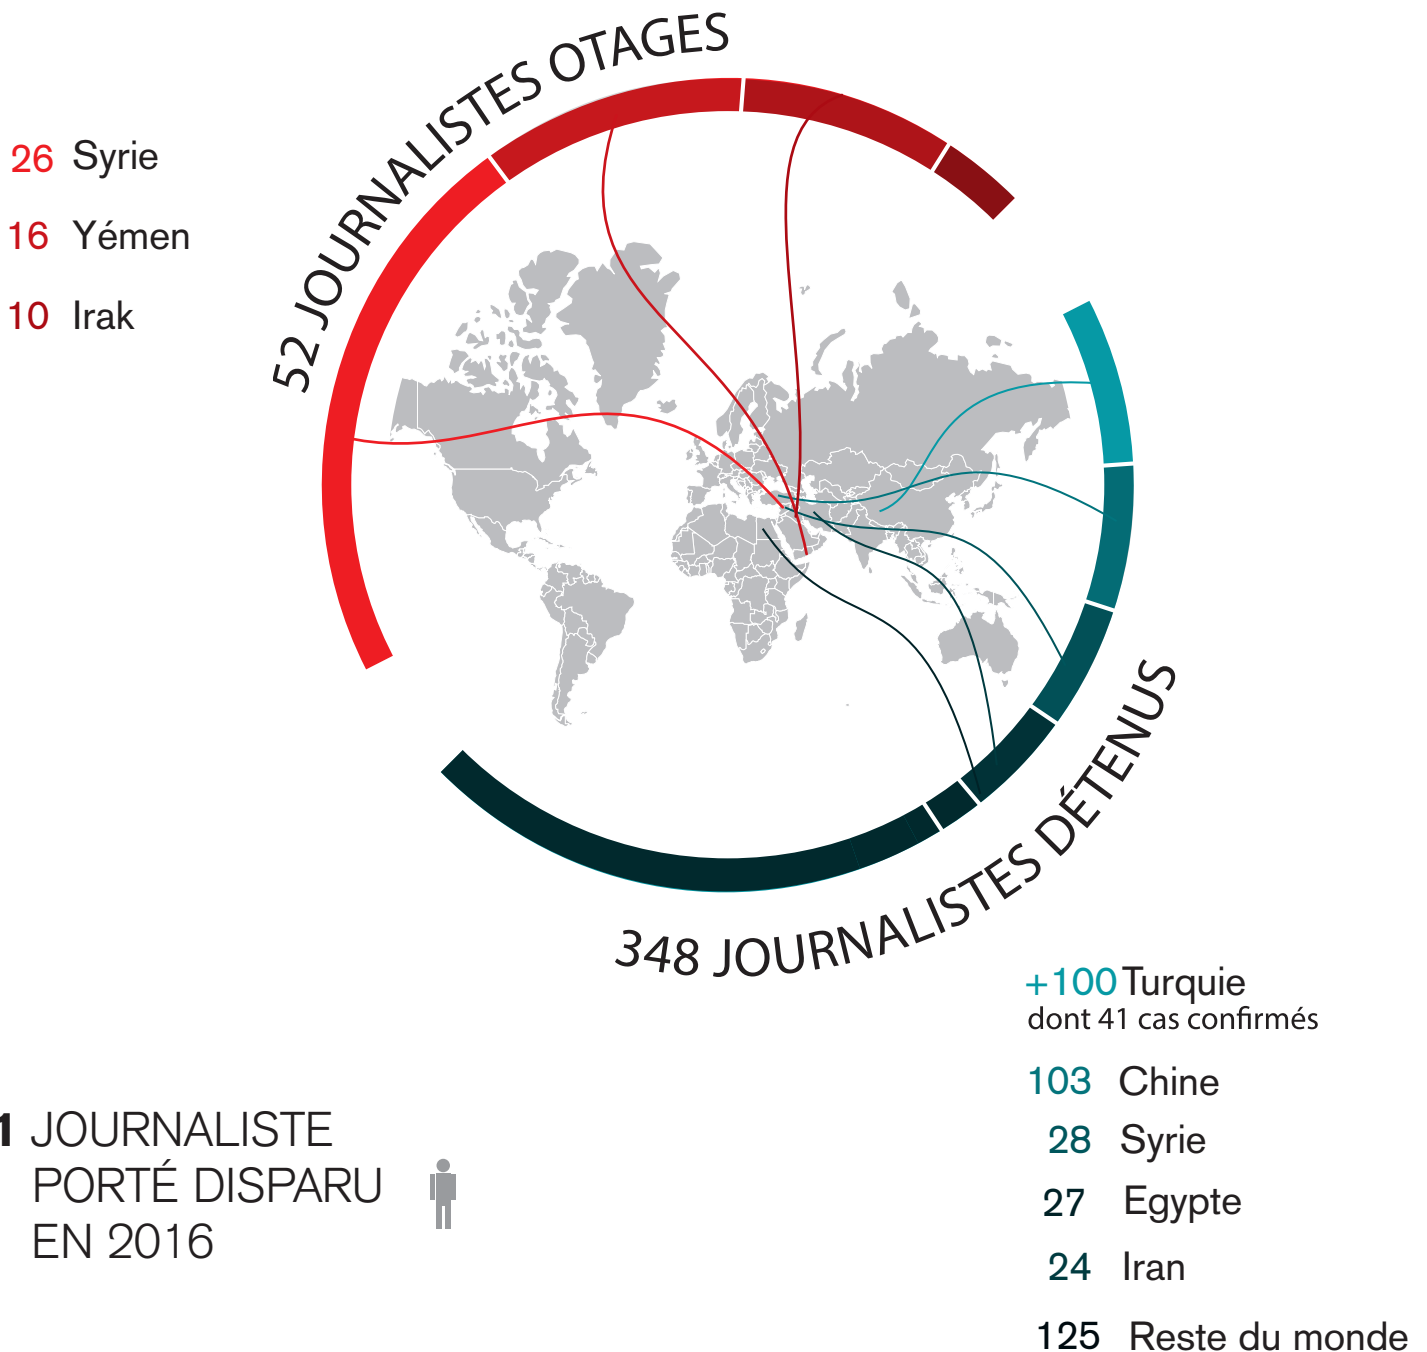 52 JOURNALISTES OTAGES
26 Syrie
16 Yémen
10 Irak
348 JOURNALISTES DÉTENUS
+100 Turquie
dont 41 cas confirmés
103 Chine
28 Syrie
27 Egypte
24 Iran
125 Reste du monde
1 JOURNALISTE
PORTÉ DISPARU
EN 2016